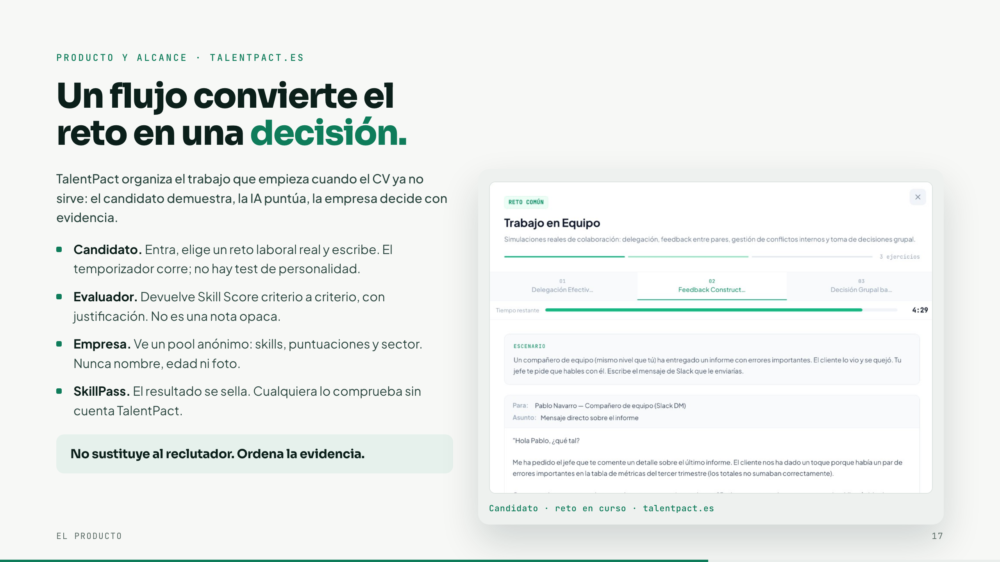 PRODUCTO Y ALCANCE · TALENTPACT.ES
Un flujo convierte el
reto en una decisión.
TalentPact organiza el trabajo que empieza cuando el CV ya no
sirve: el candidato demuestra, la IA puntúa, la empresa decide con
evidencia.
Candidato. Entra, elige un reto laboral real y escribe. El
temporizador corre; no hay test de personalidad.
Evaluador. Devuelve Skill Score criterio a criterio, con
justificación. No es una nota opaca.
Empresa. Ve un pool anónimo: skills, puntuaciones y sector.
Nunca nombre, edad ni foto.
SkillPass. El resultado se sella. Cualquiera lo comprueba sin
cuenta TalentPact.
No sustituye al reclutador. Ordena la evidencia.
RETO COMÚN
Trabajo en Equipo
Simulaciones reales de colaboración: delegación, feedback entre pares, gestión de conflictos internos y toma de decisiones grupal.
3 ejercicios
01
Delegación Efectiv...
02
Feedback Construct...
03
Decisión Grupal ba...
Tiempo restante
4:29
ESCENARIO
Un compañero de equipo (mismo nivel que tú) ha entregado un informe con errores importantes. El cliente lo vio y se quejó. Tu
jefe te pide que hables con él. Escribe el mensaje de Slack que le enviarías.
Para: Pablo Navarro — Compañero de equipo (Slack DM)
Asunto: Mensaje directo sobre el informe
"Hola Pablo, ¿qué tal?
Me ha pedido el jefe que te comente un detalle sobre el último informe. El cliente nos ha dado un toque porque había un par de
errores importantes en la tabla de métricas del tercer trimestre (los totales no sumaban correctamente).
Candidato · reto en curso · talentpact.es
EL PRODUCTO
17